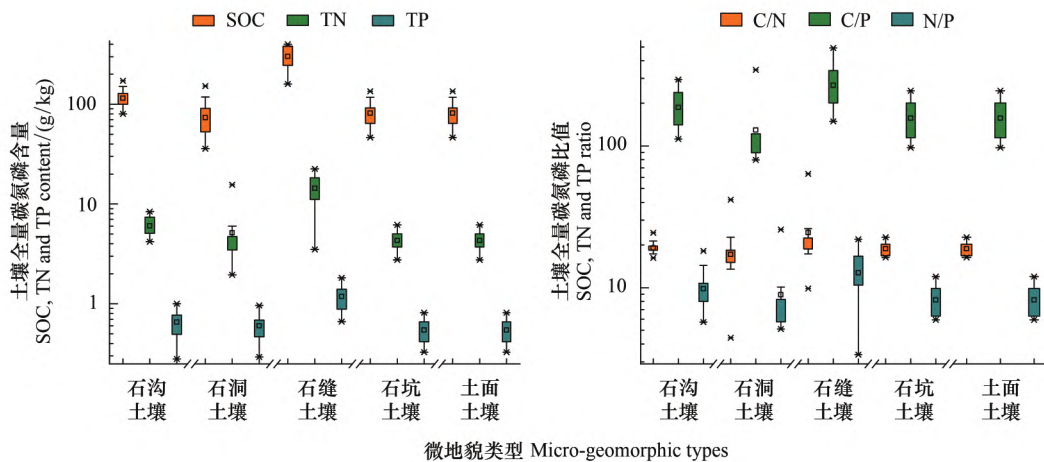 SOC TN TP
土壤全量碳氮磷含量
SOC, TN and TP content/(g/kg)
100
10
1
石沟
土壤
石洞
土壤
石缝
土壤
石坑
土壤
土面
土壤
C/N C/P N/P
土壤全量碳氮磷比值
SOC, TN and TP ratio
100
10
石沟
土壤
石洞
土壤
石缝
土壤
石坑
土壤
土面
土壤
微地貌类型 Micro-geomorphic types